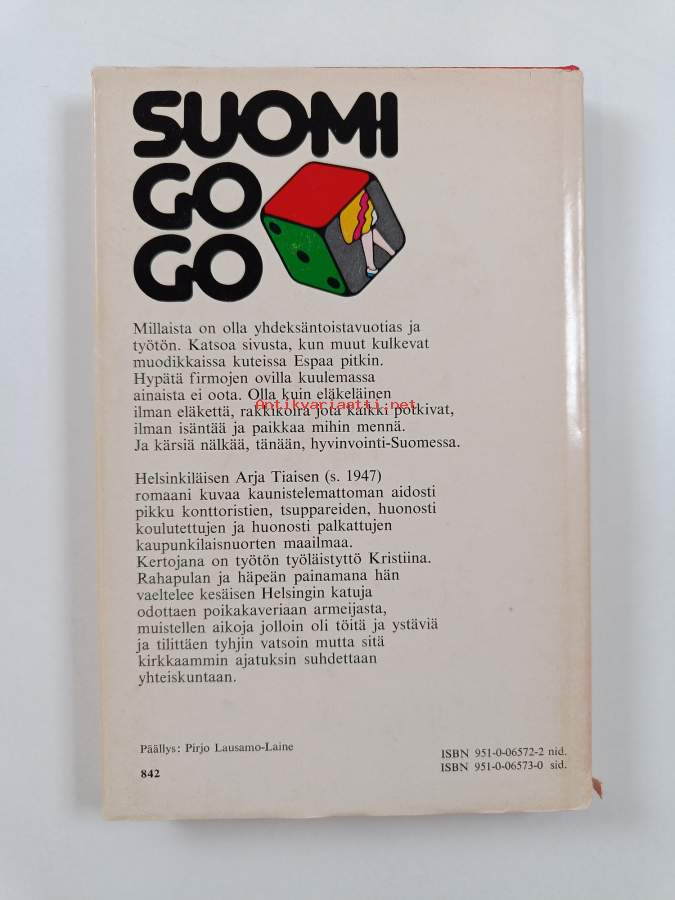 SUOMI
GO
GO
Millaista on olla yhdeksäntoistavuotias ja
työtön. Katsoa sivusta, kun muut kulkevat
muodikkaissa kuteissa Espaa pitkin.
Hypätä firmojen ovilla kuulemassa
ainaista ei oota. Olla kuin eläkeläinen
Antikvariaatti.net
ilman eläkettä, rakkikoira jota kaikki potkivat,
ilman isäntää ja paikkaa mihin mennä.
Ja kärsiä nälkää, tänään, hyvinvointi-Suomessa.
Helsinkiläisen Arja Tiaisen (s. 1947)
romaani kuvaa kaunistelemattoman aidosti
pikku konttoristien, tsuppareiden, huonosti
koulutettujen ja huonosti palkattujen
kaupunkilaisnuorten maailmaa.
Kertojana on työtön työläistyttö Kristiina.
Rahapulan ja häpeän painamana hän
vaeltelee kesäisen Helsingin katuja
odottaen poikakaveriaan armeijasta,
muistellen aikoja jolloin oli töitä ja ystäviä
ja tilittäen tyhjin vatsoin mutta sitä
kirkkaammin ajatuksin suhdettaan
yhteiskuntaan.
Päällys: Pirjo Lausamo-Laine
842
ISBN 951-0-06572-2 nid.
ISBN 951-0-06573-0 sid.